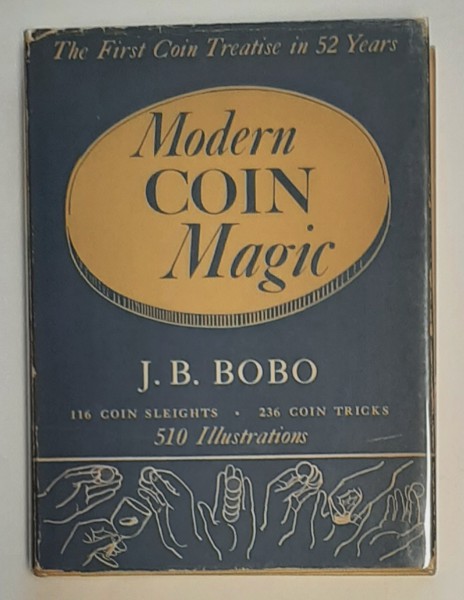 The First Coin Treatise in 52 Years
Modern
COIN
Magic
J. B. BOBO
116 COIN SLEIGHTS · 236 COIN TRICKS
510 Illustrations